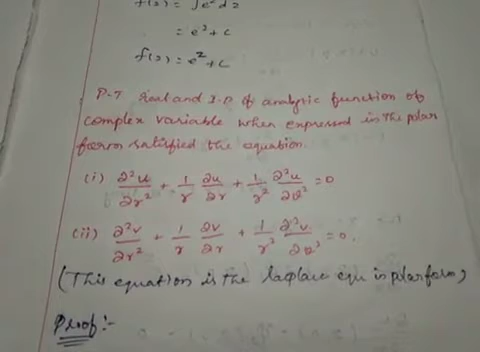 f(z) = ∫e^z dz
= e^z + c
f(z) = e^z + c
P-7 Real and I.P of analytic function of
complex variable when expressed in the polar
form satisfied the equation.
(i) ∂²u/∂r² + 1/r ∂u/∂r + 1/r² ∂²u/∂θ² = 0
(ii) ∂²v/∂r² + 1/r ∂v/∂r + 1/r² ∂²v/∂θ² = 0.
(This equation is the laplace equ in polar form)
Proof:-